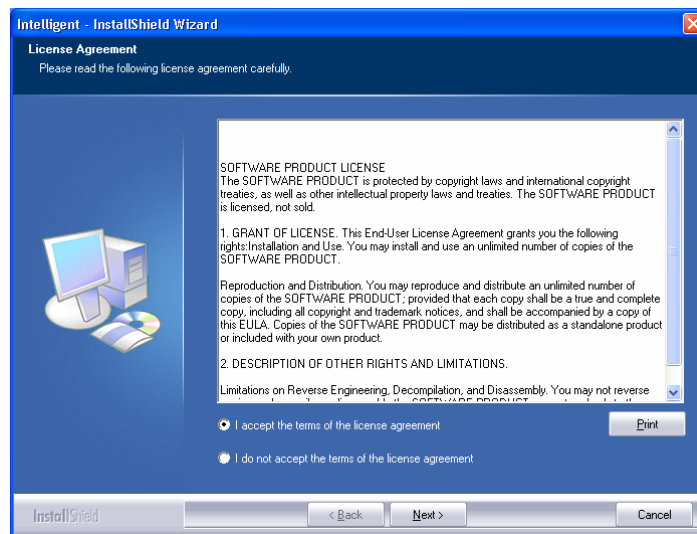 Intelligent - InstallShield Wizard
License Agreement
Please read the following license agreement carefully.
SOFTWARE PRODUCT LICENSE
The SOFTWARE PRODUCT is protected by copyright laws and international copyright
treaties, as well as other intellectual property laws and treaties. The SOFTWARE PRODUCT
is licensed, not sold.
1. GRANT OF LICENSE. This End-User License Agreement grants you the following
rights:Installation and Use. You may install and use an unlimited number of copies of the
SOFTWARE PRODUCT.
Reproduction and Distribution. You may reproduce and distribute an unlimited number of
copies of the SOFTWARE PRODUCT; provided that each copy shall be a true and complete
copy, including all copyright and trademark notices, and shall be accompanied by a copy of
this EULA. Copies of the SOFTWARE PRODUCT may be distributed as a standalone product
or included with your own product.
2. DESCRIPTION OF OTHER RIGHTS AND LIMITATIONS.
Limitations on Reverse Engineering, Decompilation, and Disassembly. You may not reverse
I accept the terms of the license agreement
Print
I do not accept the terms of the license agreement
InstallShield
< Back
Next >
Cancel